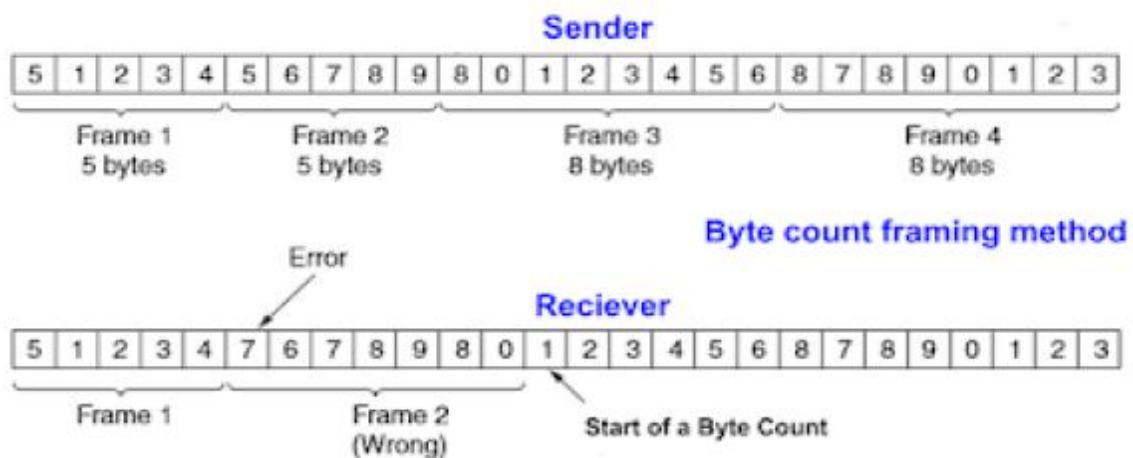 Sender
5 1 2 3 4 5 6 7 8 9 8 0 1 2 3 4 5 6 8 7 8 9 0 1 2 3
Frame 1 Frame 2 Frame 3 Frame 4
5 bytes 5 bytes 8 bytes 8 bytes
Byte count framing method
Error
Reciever
5 1 2 3 4 7 6 7 8 9 8 0 1 2 3 4 5 6 8 7 8 9 0 1 2 3
Frame 1 Frame 2 Start of a Byte Count
(Wrong)